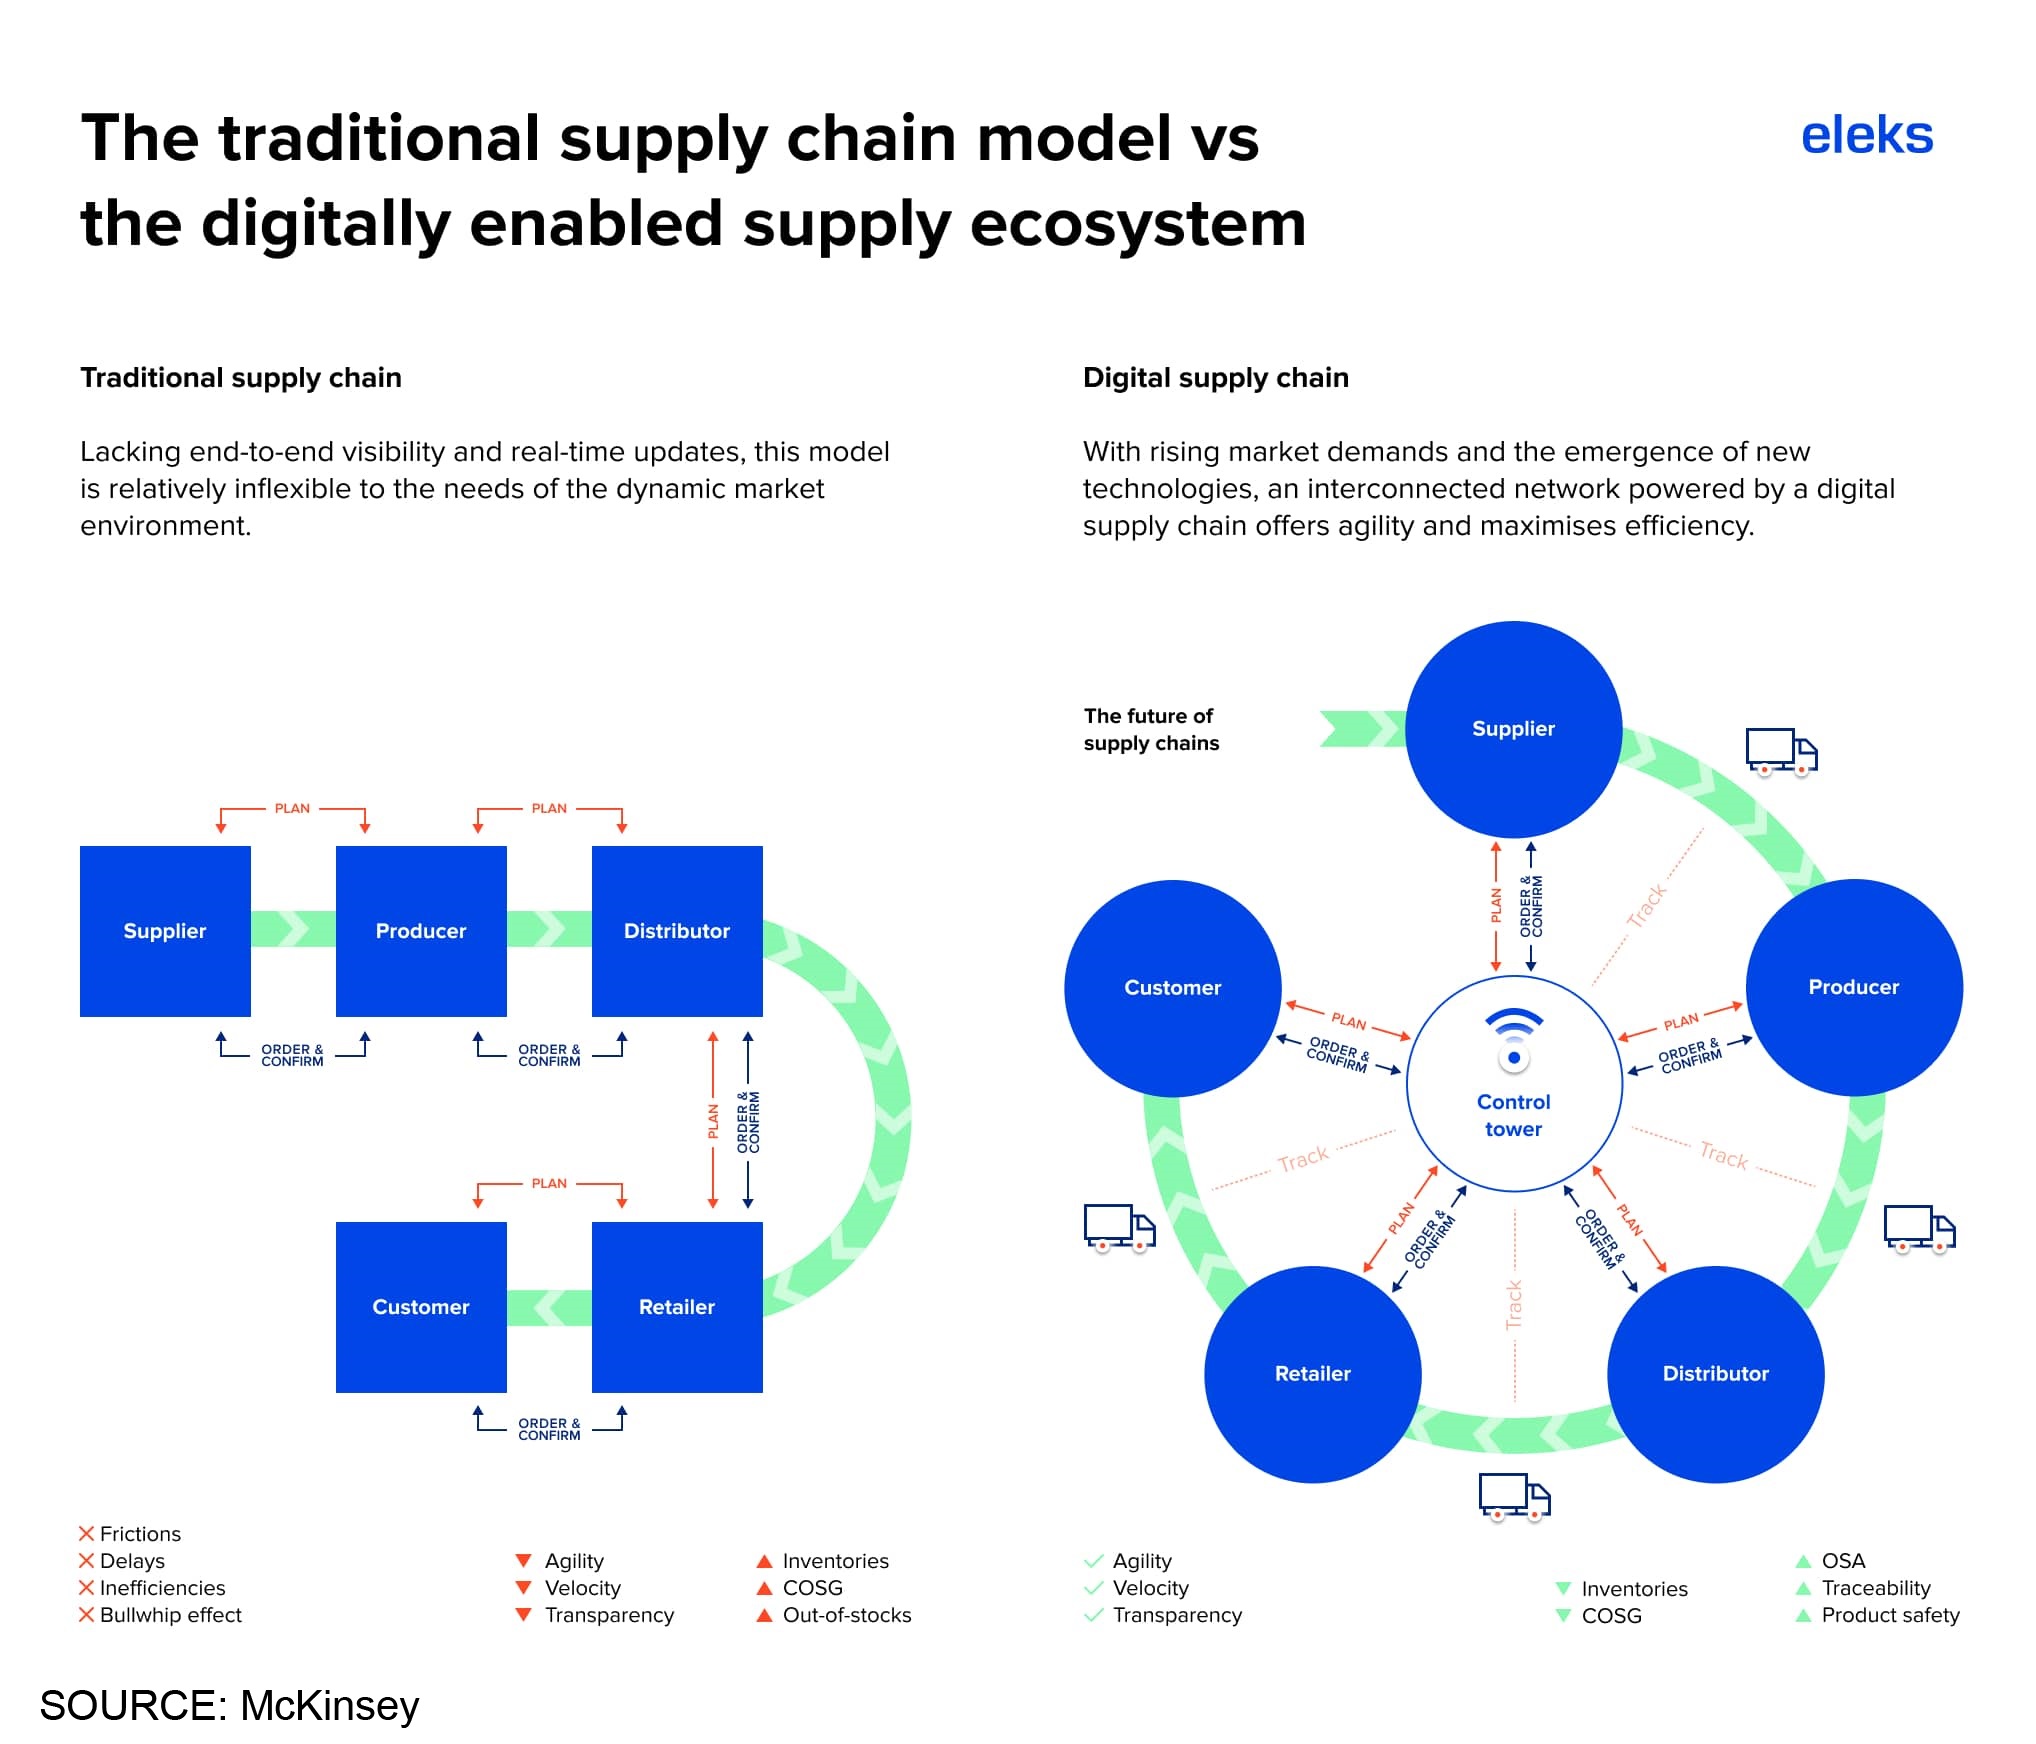 The traditional supply chain model vs
the digitally enabled supply ecosystem
eleks
Traditional supply chain
Lacking end-to-end visibility and real-time updates, this model
is relatively inflexible to the needs of the dynamic market
environment.
PLAN
PLAN
Supplier
Producer
Distributor
ORDER &
CONFIRM
ORDER &
CONFIRM
PLAN
ORDER &
CONFIRM
PLAN
Customer
Retailer
ORDER &
CONFIRM
Frictions
Delays
Inefficiencies
Bullwhip effect
Agility
Velocity
Transparency
Inventories
COSG
Out-of-stocks
Digital supply chain
With rising market demands and the emergence of new
technologies, an interconnected network powered by a digital
supply chain offers agility and maximises efficiency.
The future of
supply chains
Supplier
PLAN
ORDER &
CONFIRM
Track
Customer
Producer
PLAN
ORDER &
CONFIRM
PLAN
ORDER &
CONFIRM
Control
tower
Track
Track
PLAN
ORDER &
CONFIRM
PLAN
ORDER &
CONFIRM
Track
Retailer
Distributor
Agility
Velocity
Transparency
Inventories
COSG
OSA
Traceability
Product safety
SOURCE: McKinsey